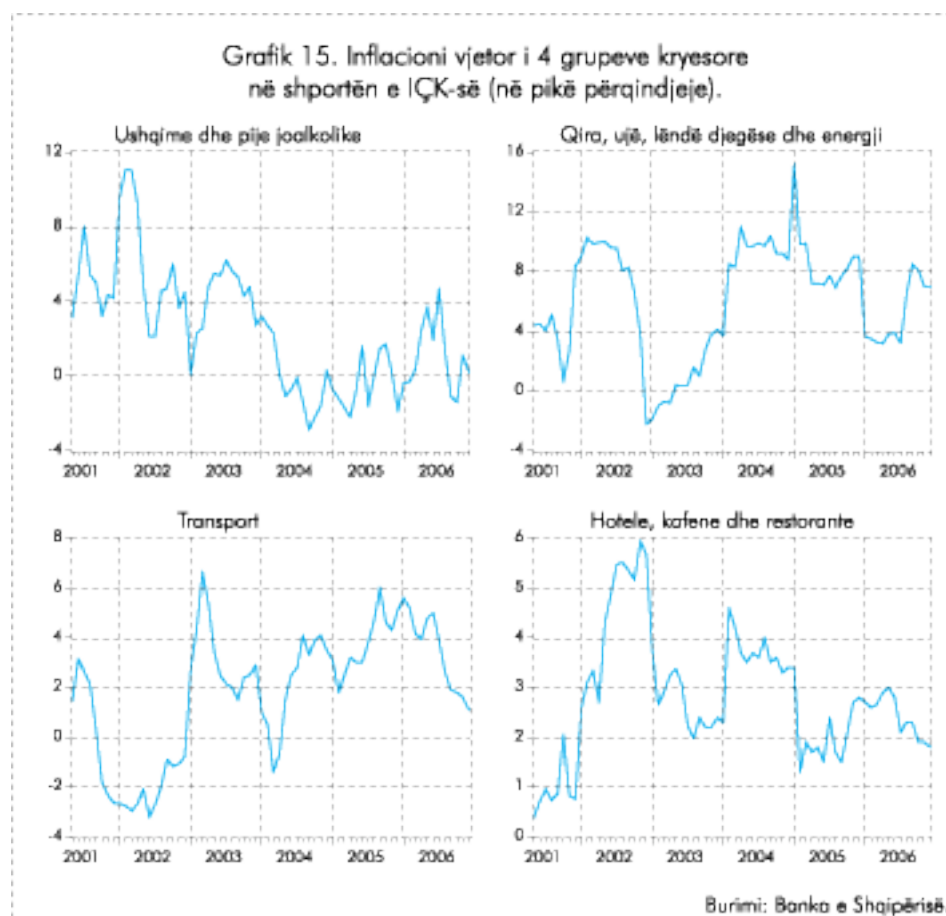 Grafik 15. Inflacioni vjetor i 4 grupeve kryesore
në shportën e IÇK-së (në pikë përqindjeje).
Ushqime dhe pije joalkolike
12
8
4
0
-4
2001 2002 2003 2004 2005 2006
Qira, ujë, lëndë djegëse dhe energji
16
12
8
4
0
-4
2001 2002 2003 2004 2005 2006
Transport
8
6
4
2
0
-2
-4
2001 2002 2003 2004 2005 2006
Hotele, kafene dhe restorante
6
5
4
3
2
1
0
2001 2002 2003 2004 2005 2006
Burimi: Banka e Shqipërisë